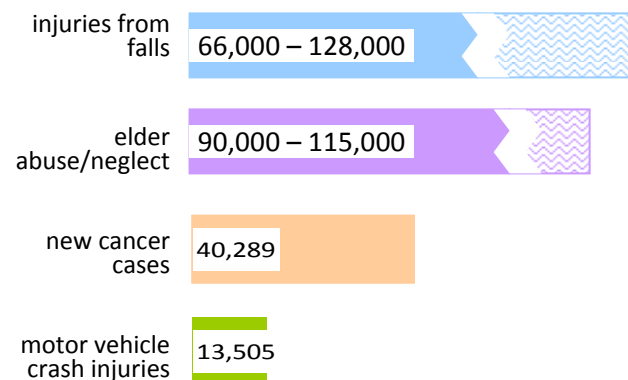 injuries from
falls
66,000 – 128,000
elder
abuse/neglect
90,000 – 115,000
new cancer
cases
40,289
motor vehicle
crash injuries
13,505